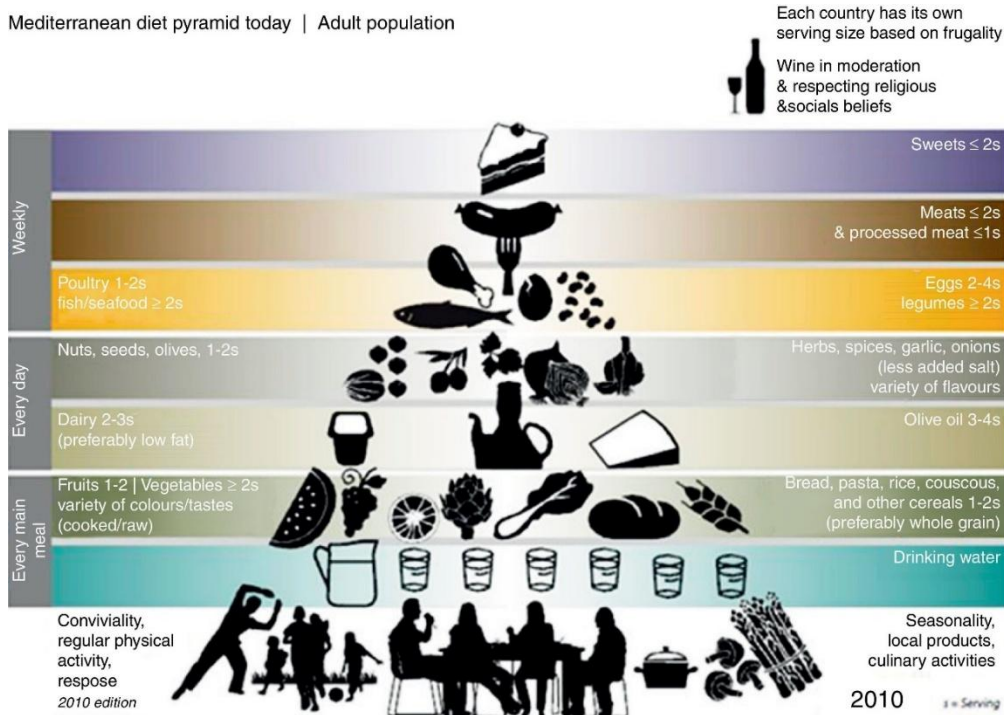 Mediterranean diet pyramid today | Adult population
Each country has its own
serving size based on frugality
Wine in moderation
& respecting religious
&socials beliefs
Weekly
Sweets ≤ 2s
Meats ≤ 2s
& processed meat ≤1s
Poultry 1-2s
fish/seafood ≥ 2s
Eggs 2-4s
legumes ≥ 2s
Every day
Nuts, seeds, olives, 1-2s
Herbs, spices, garlic, onions
(less added salt)
variety of flavours
Dairy 2-3s
(preferably low fat)
Olive oil 3-4s
Every main
meal
Fruits 1-2 | Vegetables ≥ 2s
variety of colours/tastes
(cooked/raw)
Bread, pasta, rice, couscous,
and other cereals 1-2s
(preferably whole grain)
Drinking water
Conviviality,
regular physical
activity,
respose
2010 edition
Seasonality,
local products,
culinary activities
2010
s = Serving